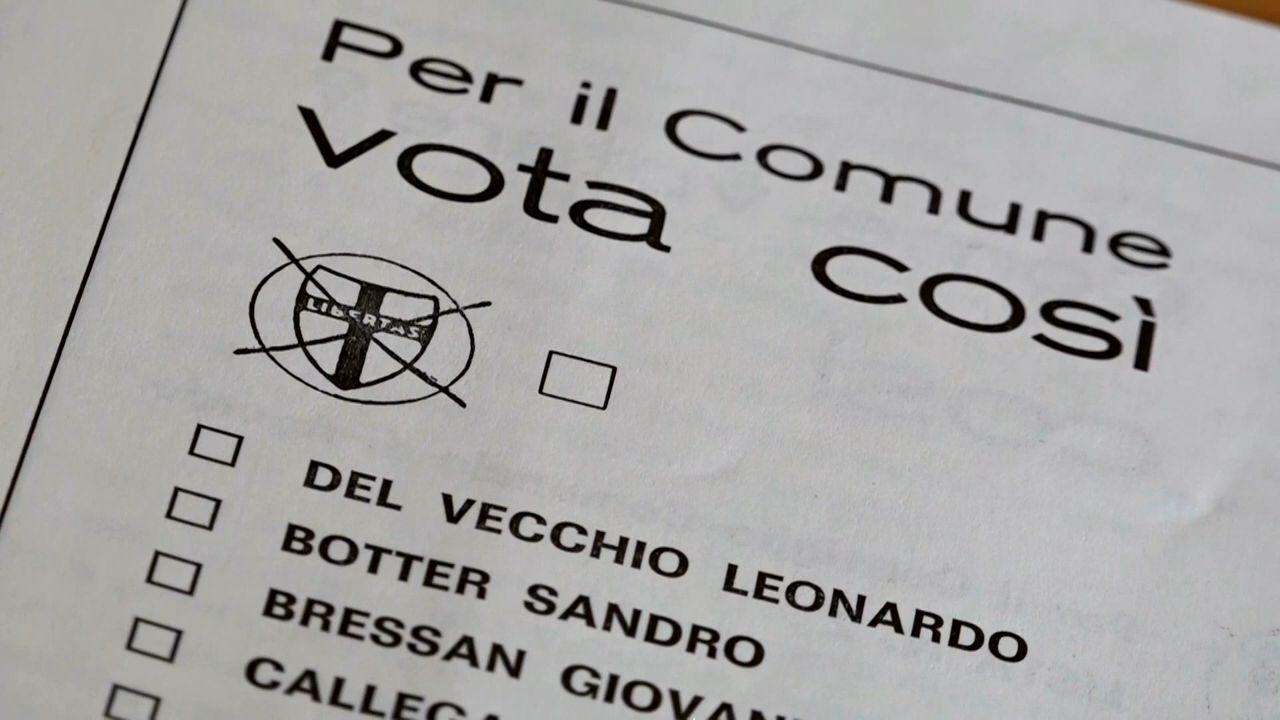 Per il Comune
vota così
LIBERTAS
DEL VECCHIO LEONARDO
BOTTER SANDRO
BRESSAN